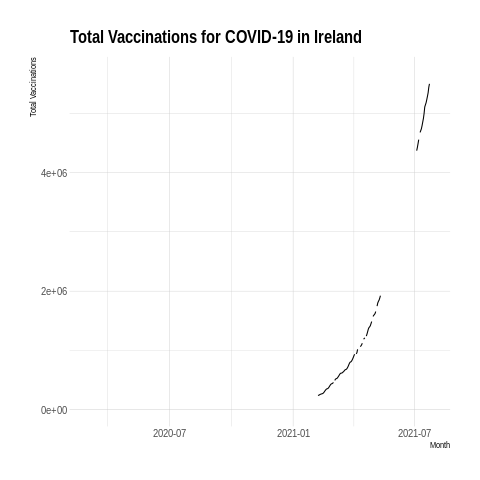 Total Vaccinations for COVID-19 in Ireland
Total Vaccinations
4e+06
2e+06
0e+00
2020-07 2021-01 2021-07
Month